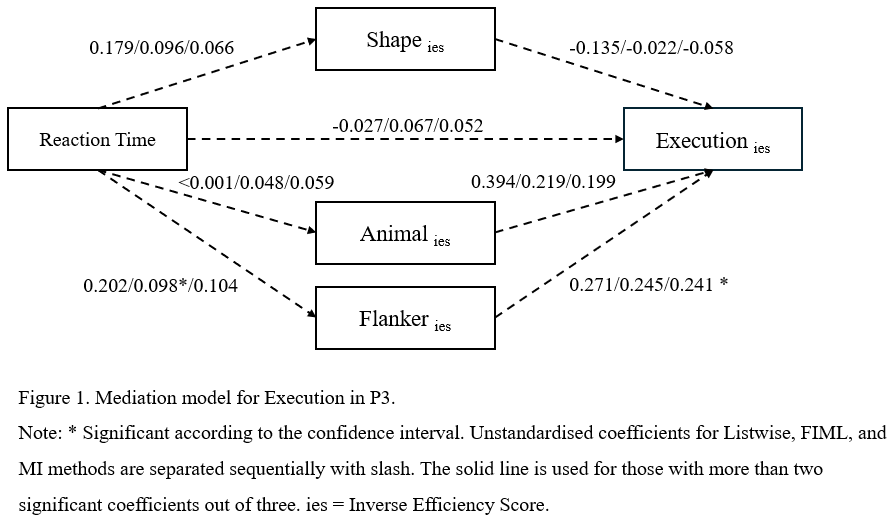 0.179/0.096/0.066
Shape ies
-0.135/-0.022/-0.058
Reaction Time
-0.027/0.067/0.052
Execution ies
<0.001/0.048/0.059
0.394/0.219/0.199
Animal ies
0.202/0.098*/0.104
0.271/0.245/0.241 *
Flanker ies
Figure 1. Mediation model for Execution in P3.
Note: * Significant according to the confidence interval. Unstandardised coefficients for Listwise, FIML, and
MI methods are separated sequentially with slash. The solid line is used for those with more than two
significant coefficients out of three. ies = Inverse Efficiency Score.